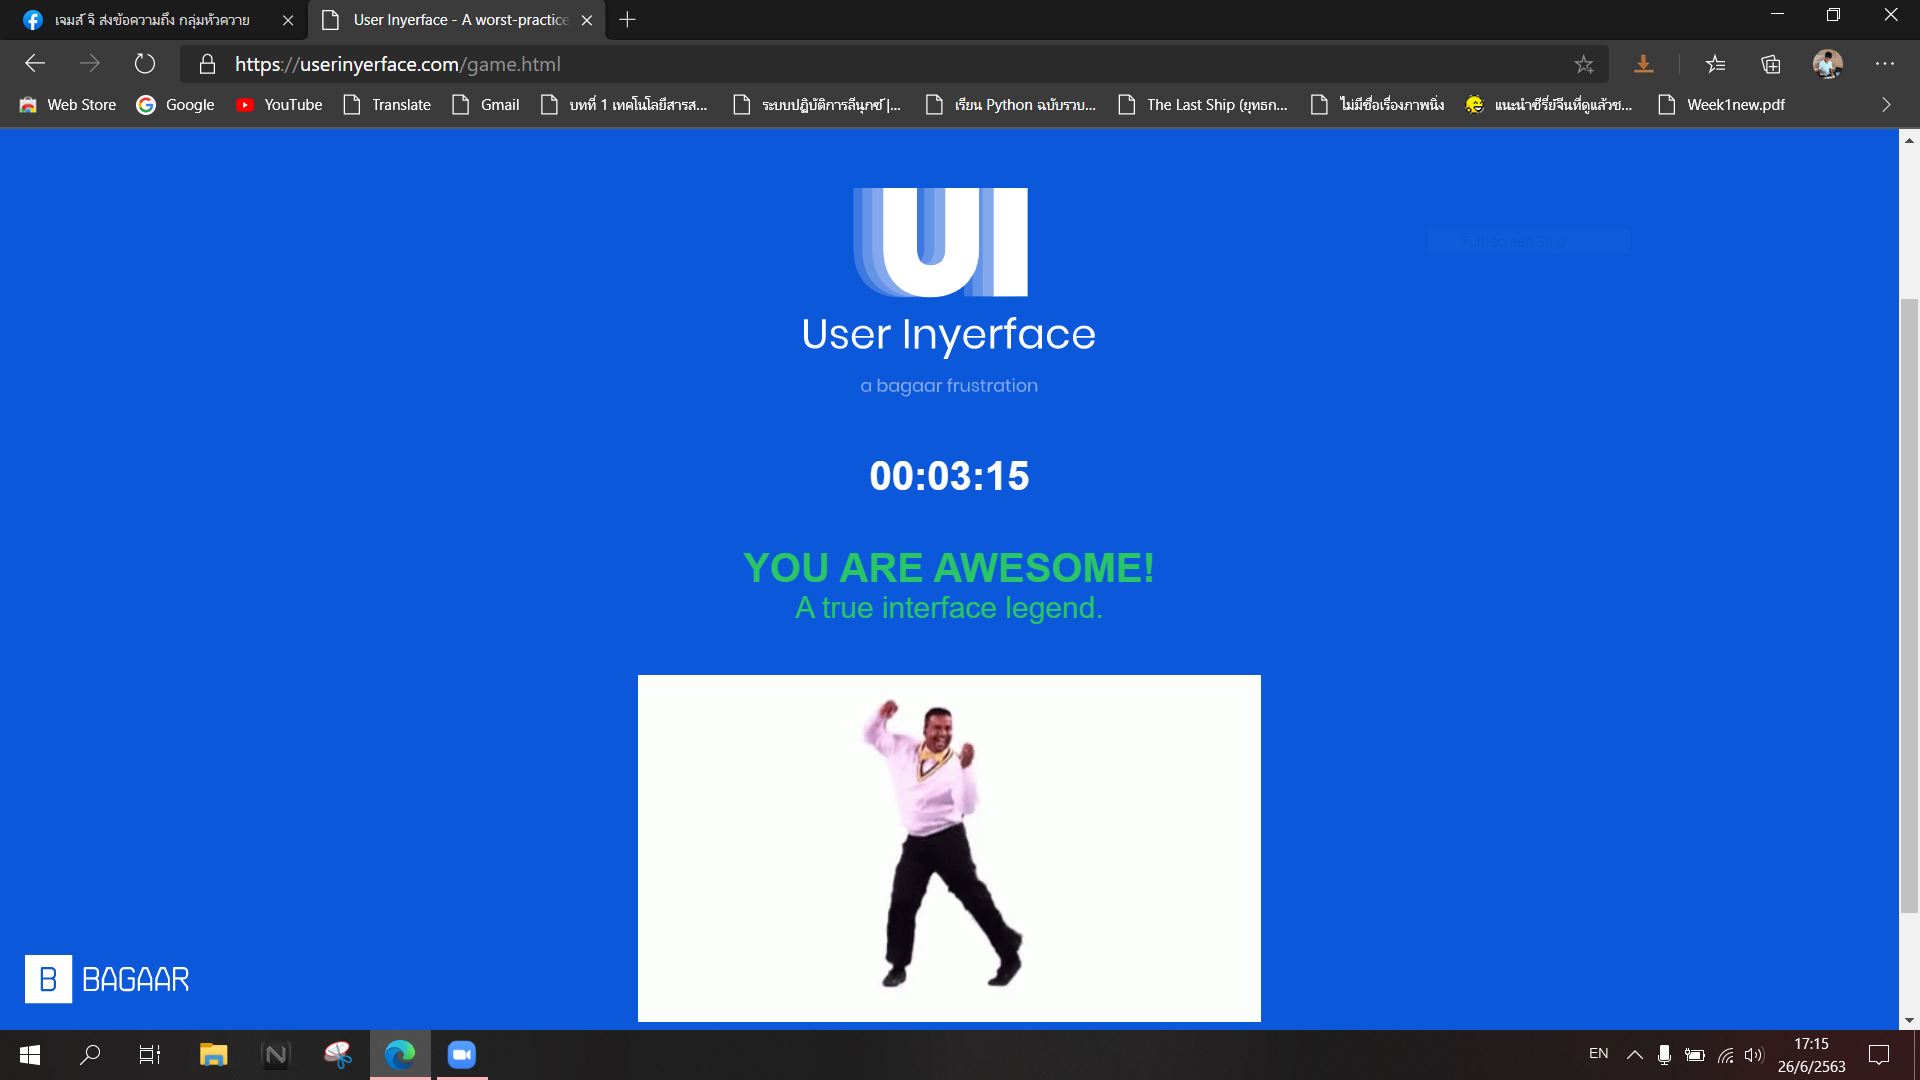 เจมส์ จิ ส่งข้อความถึง กลุ่มหัวควาย
User Inyerface - A worst-practice
https://userinyerface.com/game.html
Web Store
Google
YouTube
Translate
Gmail
บทที่ 1 เทคโนโลยีสารส...
ระบบปฏิบัติการลีนุกซ์ |...
เรียน Python ฉบับรวบ...
The Last Ship (ยุทธก...
ไม่มีชื่อเรื่องภาพนิ่ง
แนะนำซีรี่ย์จีนที่ดูแล้วช...
Week1new.pdf
UI
Full-screen Snip
User Inyerface
a bagaar frustration
00:03:15
YOU ARE AWESOME!
A true interface legend.
B BAGAAR
EN
17:15
26/6/2563